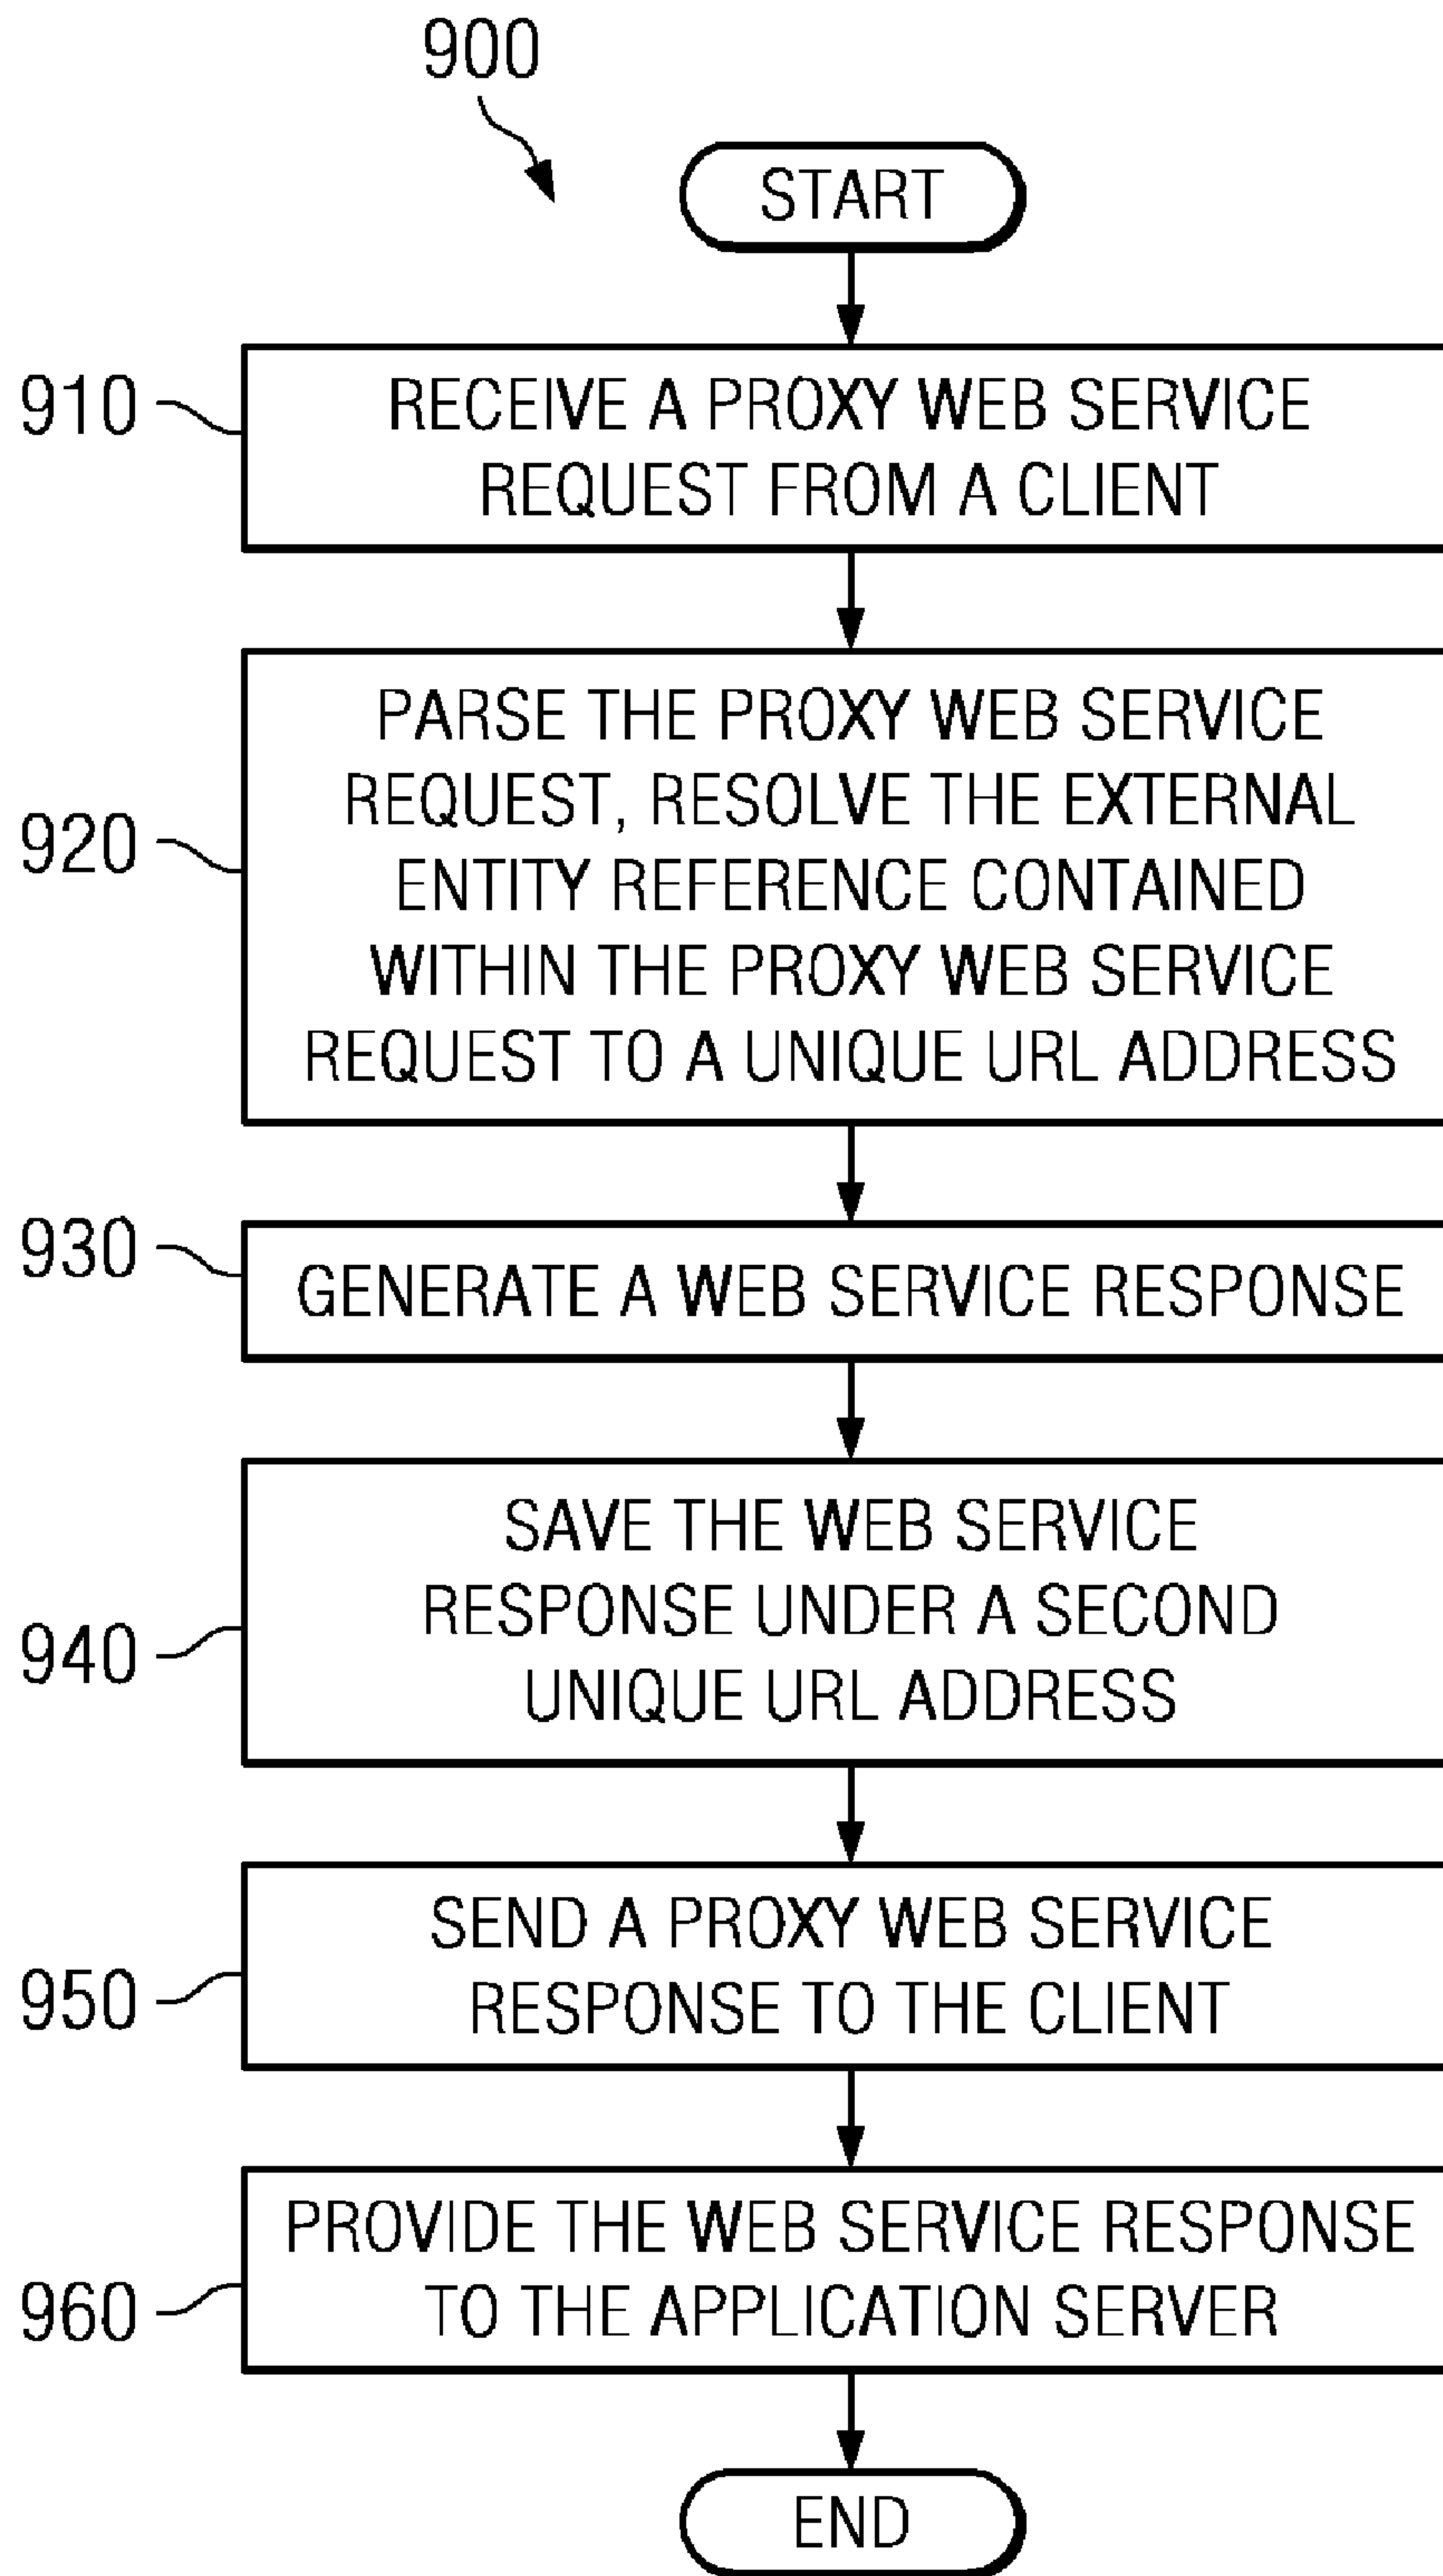 900
START
910
RECEIVE A PROXY WEB SERVICE
REQUEST FROM A CLIENT
920
PARSE THE PROXY WEB SERVICE
REQUEST, RESOLVE THE EXTERNAL
ENTITY REFERENCE CONTAINED
WITHIN THE PROXY WEB SERVICE
REQUEST TO A UNIQUE URL ADDRESS
930
GENERATE A WEB SERVICE RESPONSE
940
SAVE THE WEB SERVICE
RESPONSE UNDER A SECOND
UNIQUE URL ADDRESS
950
SEND A PROXY WEB SERVICE
RESPONSE TO THE CLIENT
960
PROVIDE THE WEB SERVICE RESPONSE
TO THE APPLICATION SERVER
END